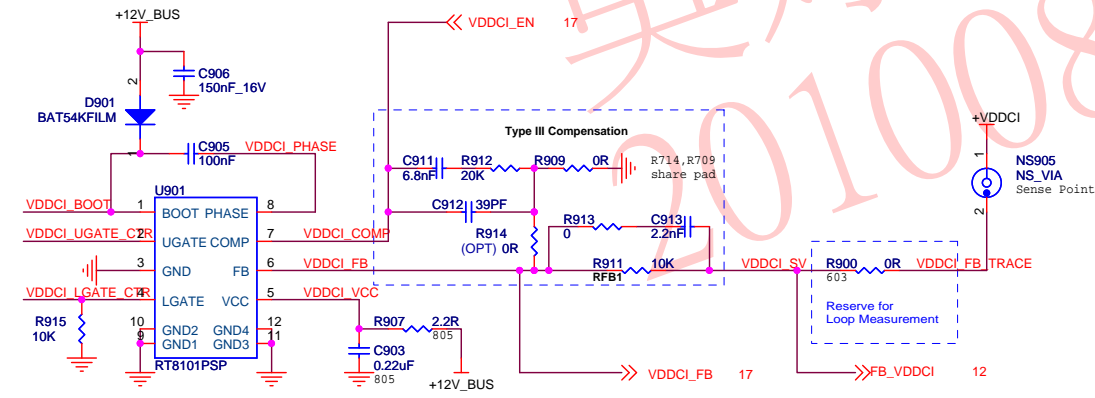 +12V_BUS
VDDCI_EN 17
2
C906
150nF_16V
D901
BAT54KFILM
1
C905
100nF
VDDCI_PHASE
Type III Compensation
C911
6.8nF
R912
20K
R909
0R
R714,R709
share pad
+VDDCI
1
NS905
NS_VIA
Sense Point
2
U901
VDDCI_BOOT
1
BOOT
PHASE
8
VDDCI_UGATE_CTR
2
UGATE
COMP
7
VDDCI_COMP
C912
39PF
R914
(OPT) 0R
R913
0
C913
2.2nF
3
GND
FB
6
VDDCI_FB
R911
10K
RFB1
VDDCI_SV
R900
0R
603
VDDCI_FB_TRACE
VDDCI_LGATE_CTR
4
LGATE
VCC
5
VDDCI_VCC
Reserve for
Loop Measurement
R915
10K
10
GND2
GND4
12
9
GND1
GND3
11
RT8101PSP
R907
2.2R
805
C903
0.22uF
805
+12V_BUS
VDDCI_FB 17
FB_VDDCI 12
201008